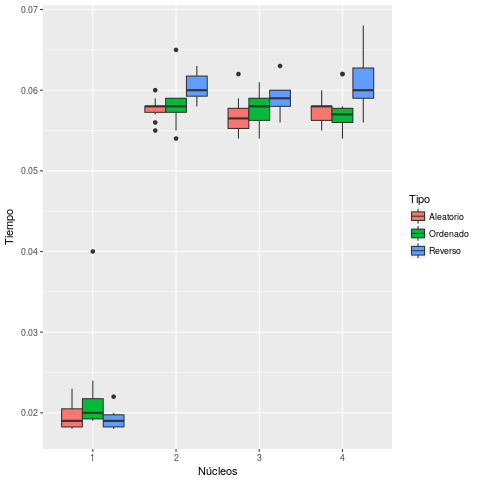 0.07
0.06
0.05
0.04
0.03
0.02
Tiempo
1 2 3 4
Núcleos
Tipo
Aleatorio
Ordenado
Reverso